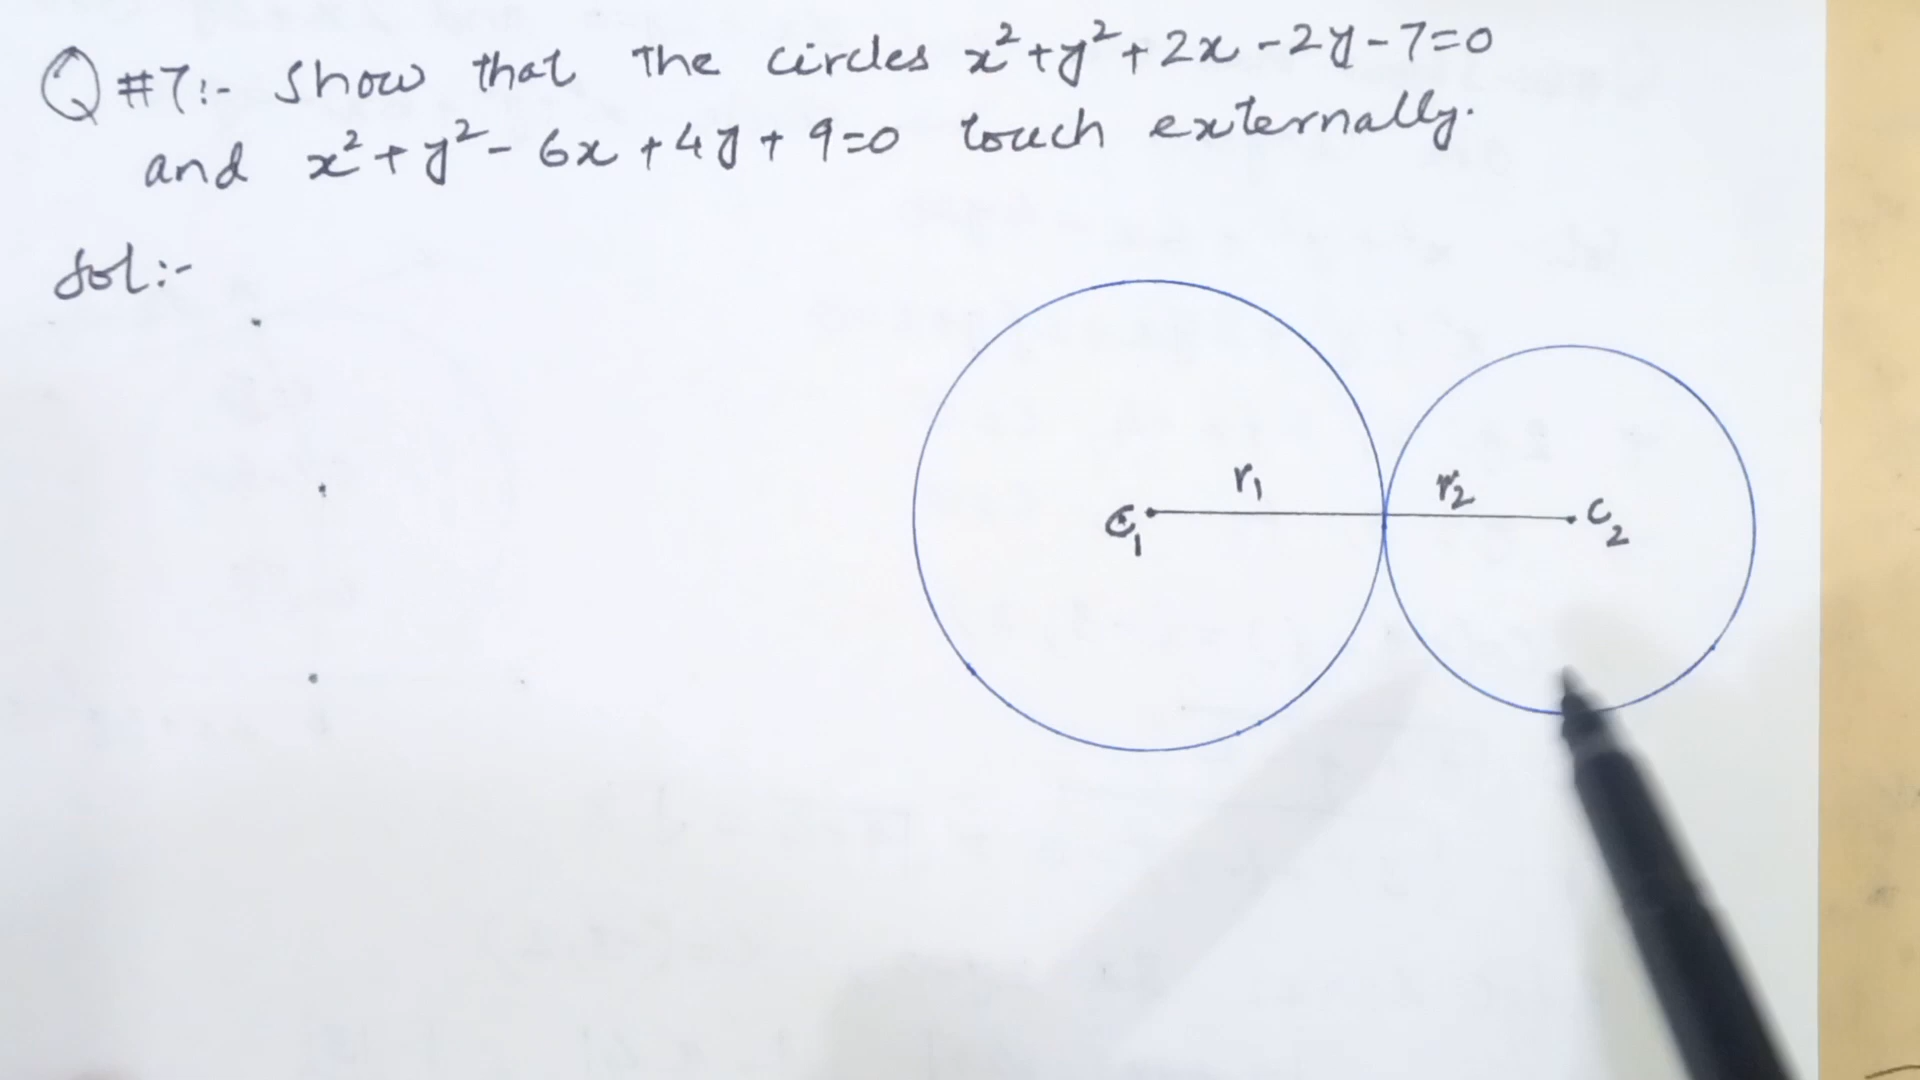 Q #7:- Show that the circles x²+y²+2x-2y-7=0
and x²+y²-6x+4y+9=0 touch externally.
Sol:-
r₁ r₂
C₁ C₂